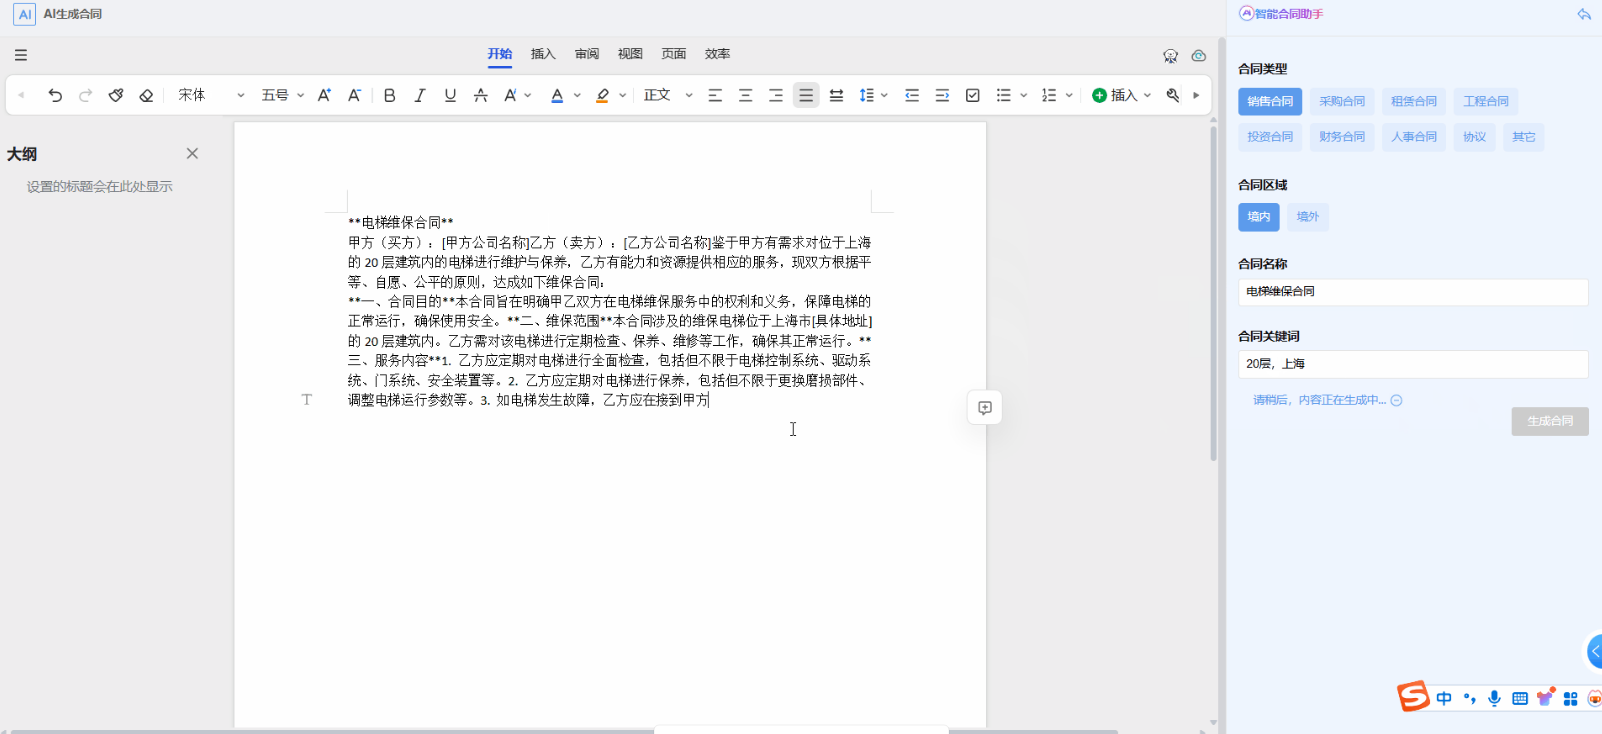 AI AI生成合同
智能合同助手
开始 插入 审阅 视图 页面 效率
宋体 五号 A+ A- B I U A A A 正文 插入
大纲
设置的标题会在此处显示
**电梯维保合同**
甲方（买方）：[甲方公司名称]乙方（卖方）：[乙方公司名称]鉴于甲方有需求对位于上海
的 20 层建筑内的电梯进行维护与保养，乙方有能力和资源提供相应的服务，现双方根据平
等、自愿、公平的原则，达成如下维保合同：
**一、合同目的**本合同旨在明确甲乙双方在电梯维保服务中的权利和义务，保障电梯的
正常运行，确保使用安全。**二、维保范围**本合同涉及的维保电梯位于上海市[具体地址]
的 20 层建筑内。乙方需对该电梯进行定期检查、保养、维修等工作，确保其正常运行。**
三、服务内容**1. 乙方应定期对电梯进行全面检查，包括但不限于电梯控制系统、驱动系
统、门系统、安全装置等。2. 乙方应定期对电梯进行保养，包括但不限于更换磨损部件、
调整电梯运行参数等。3. 如电梯发生故障，乙方应在接到甲方
合同类型
销售合同 采购合同 租赁合同 工程合同
投资合同 财务合同 人事合同 协议 其它
合同区域
境内 境外
合同名称
电梯维保合同
合同关键词
20层，上海
请稍后，内容正在生成中...
生成合同
S 中